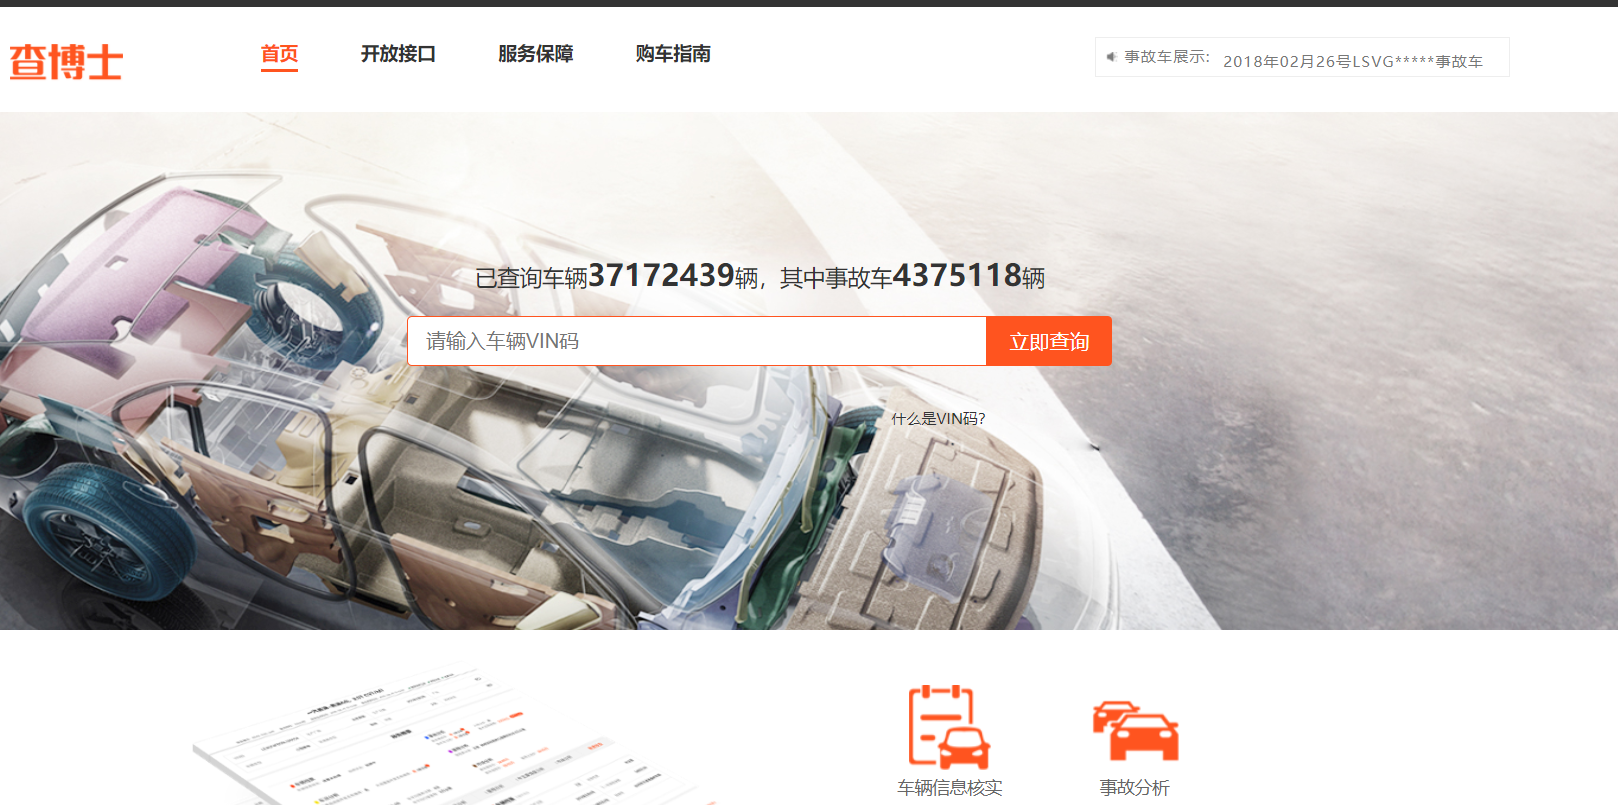 查博士
首页 开放接口 服务保障 购车指南
事故车展示: 2018年02月26号LSVG*****事故车
已查询车辆37172439辆，其中事故车4375118辆
请输入车辆VIN码 立即查询
什么是VIN码?
车辆信息核实 事故分析